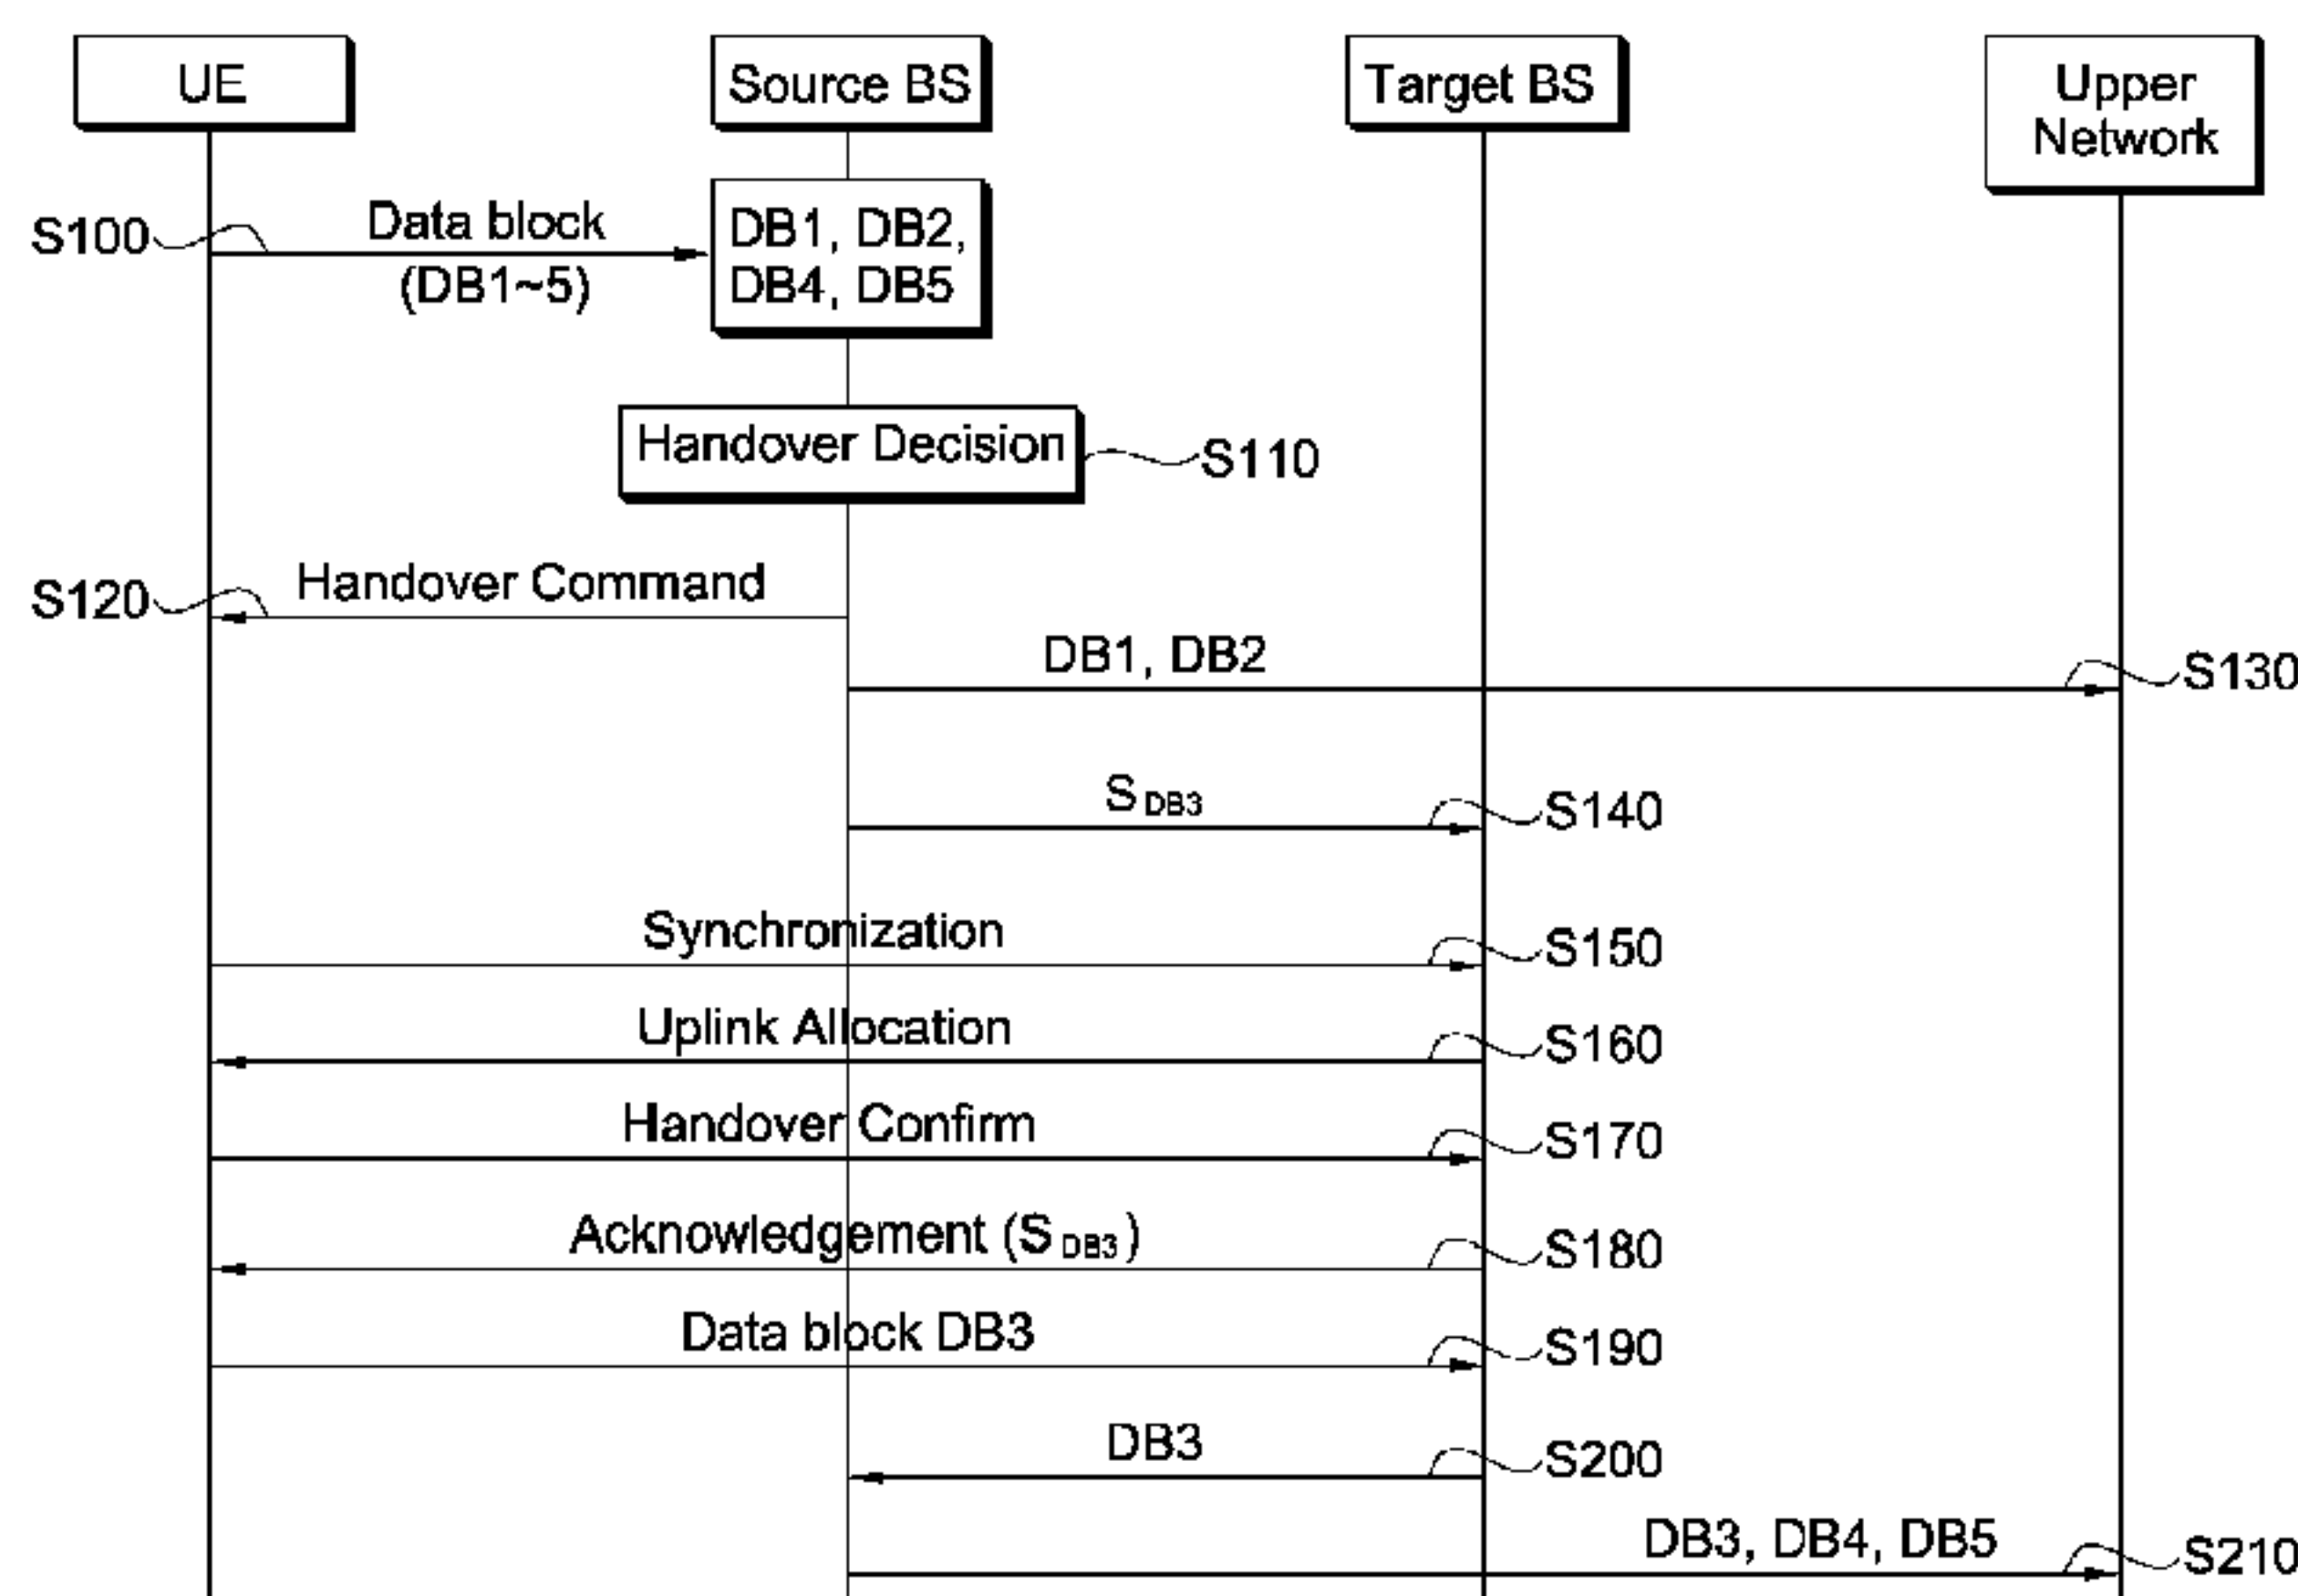 UE
Source BS
Target BS
Upper
Network
S100
Data block
(DB1~5)
DB1, DB2,
DB4, DB5
Handover Decision
S110
S120
Handover Command
DB1, DB2
S130
S DB3
S140
Synchronization
S150
Uplink Allocation
S160
Handover Confirm
S170
Acknowledgement (S DB3)
S180
Data block DB3
S190
DB3
S200
DB3, DB4, DB5
S210